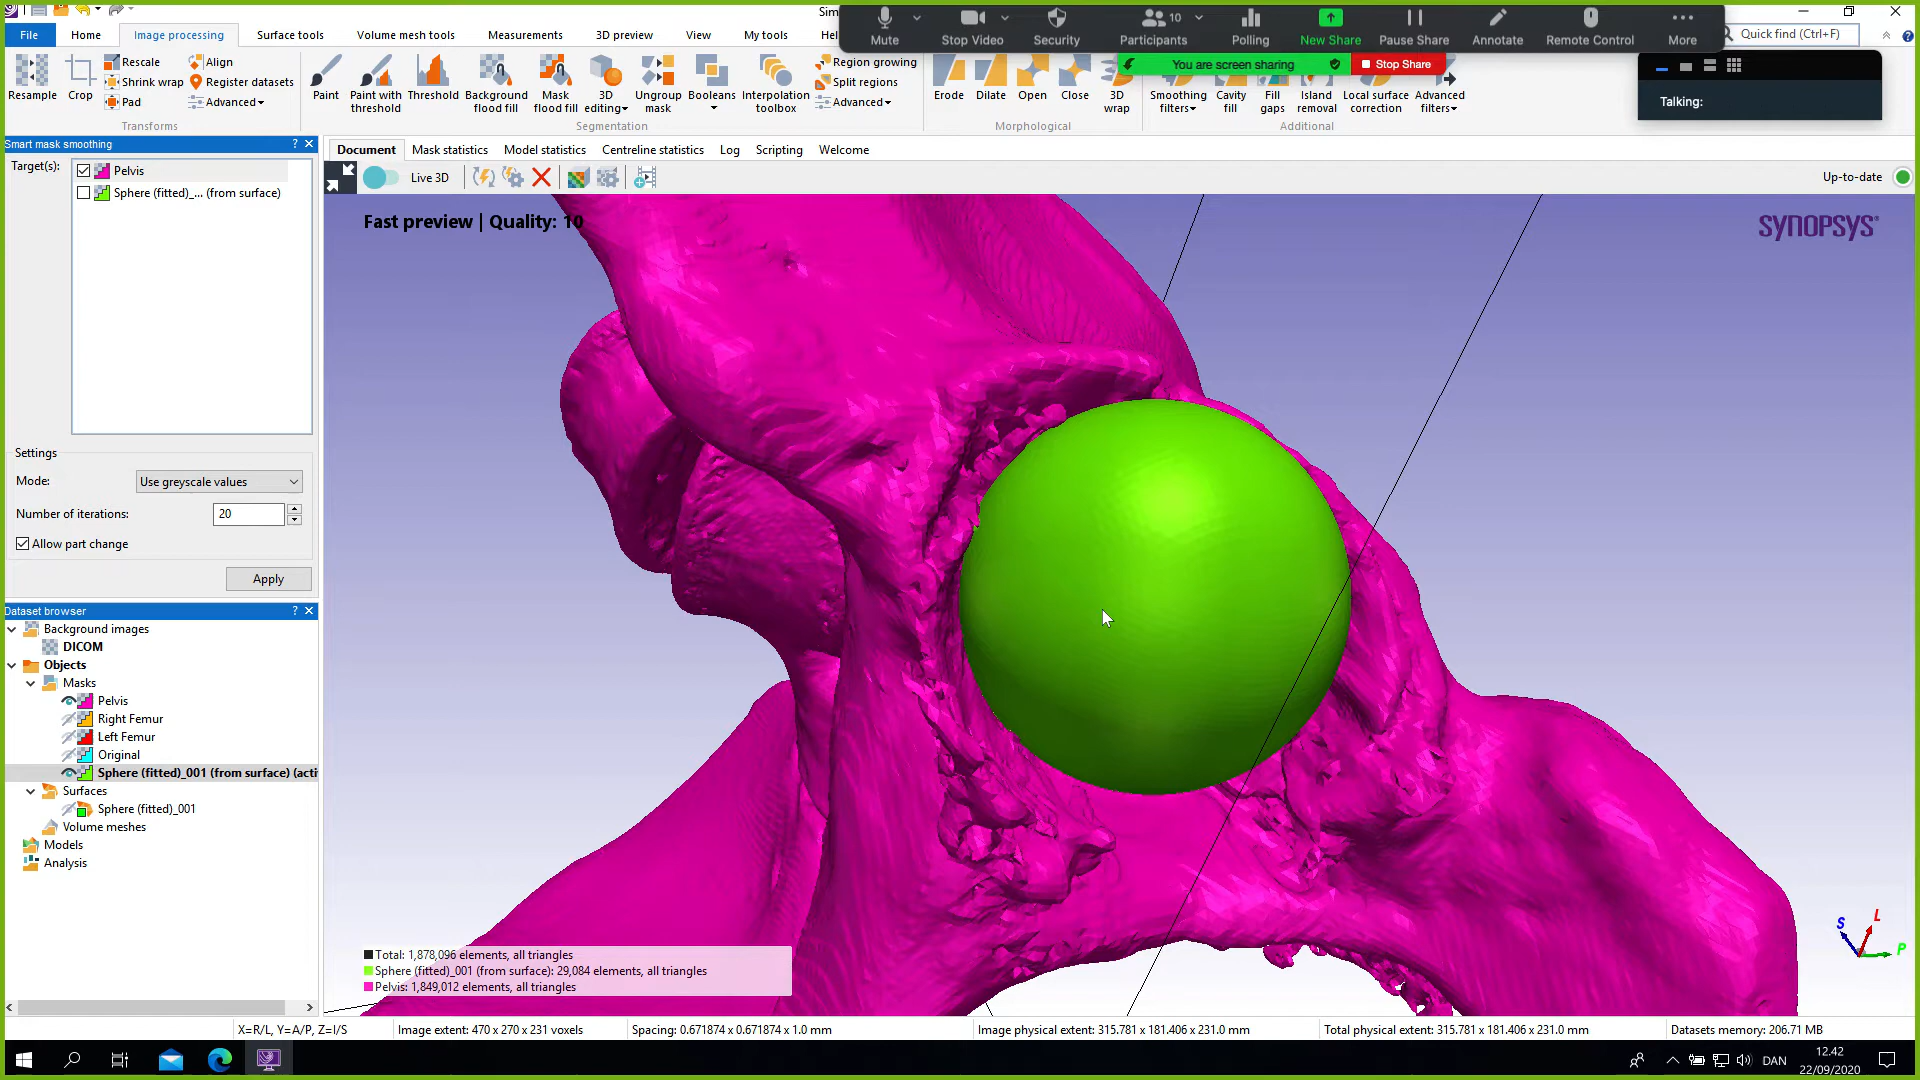 Sim
Mute
Stop Video
Security
10
Participants
Polling
New Share
Pause Share
Annotate
Remote Control
More
File
Home
Image processing
Surface tools
Volume mesh tools
Measurements
3D preview
View
My tools
Hel
Quick find (Ctrl+F)
You are screen sharing
Stop Share
Talking:
Resample
Crop
Rescale
Shrink wrap
Pad
Align
Register datasets
Advanced
Transforms
Paint
Paint with threshold
Threshold
Background flood fill
Mask flood fill
3D editing
Ungroup mask
Booleans
Interpolation toolbox
Region growing
Split regions
Advanced
Segmentation
Erode
Dilate
Open
Close
3D wrap
Morphological
Smoothing filters
Cavity fill
Fill gaps
Island removal
Local surface correction
Advanced filters
Additional
Smart mask smoothing
Target(s):
Pelvis
Sphere (fitted)_... (from surface)
Settings
Mode:
Use greyscale values
Number of iterations:
20
Allow part change
Apply
Document
Mask statistics
Model statistics
Centreline statistics
Log
Scripting
Welcome
Live 3D
Up-to-date
Fast preview | Quality: 10
SYNOPSYS
Dataset browser
Background images
DICOM
Objects
Masks
Pelvis
Right Femur
Left Femur
Original
Sphere (fitted)_001 (from surface) (acti
Surfaces
Sphere (fitted)_001
Volume meshes
Models
Analysis
Total: 1,878,096 elements, all triangles
Sphere (fitted)_001 (from surface): 29,084 elements, all triangles
Pelvis: 1,849,012 elements, all triangles
S
L
P
X=R/L, Y=A/P, Z=I/S
Image extent: 470 x 270 x 231 voxels
Spacing: 0.671874 x 0.671874 x 1.0 mm
Image physical extent: 315.781 x 181.406 x 231.0 mm
Total physical extent: 315.781 x 181.406 x 231.0 mm
Datasets memory: 206.71 MB
DAN
12.42
22/09/2020